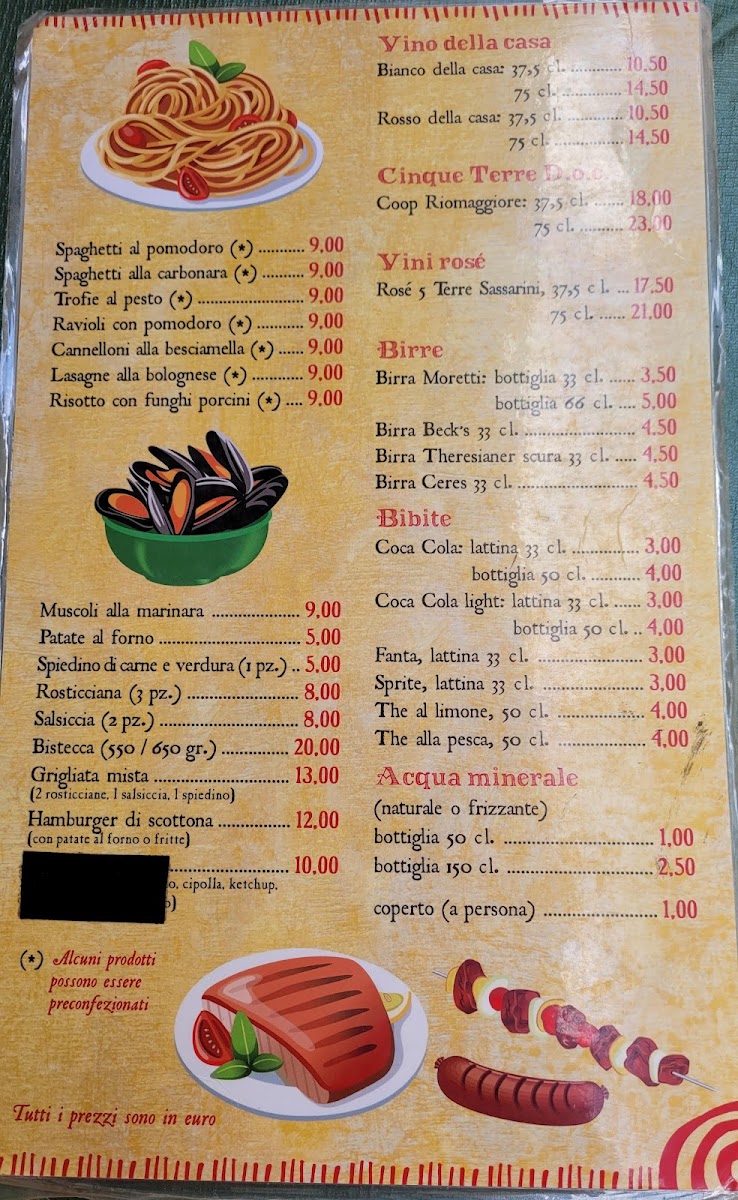 Spaghetti al pomodoro (*) ........... 9,00
Spaghetti alla carbonara (*) ......... 9,00
Trofie al pesto (*) .......................... 9,00
Ravioli con pomodoro (*) ........... 9,00
Cannelloni alla besciamella (*) ...... 9,00
Lasagne alla bolognese (*) ............ 9,00
Risotto con funghi porcini (*) .... 9,00
Muscoli alla marinara ..................... 9,00
Patate al forno .................................. 5,00
Spiedino di carne e verdura (1 pz.) .. 5,00
Rosticciana (3 pz.) ........................... 8,00
Salsiccia (2 pz.) ................................ 8,00
Bistecca (550 / 650 gr.) ............. 20.00
Grigliata mista ........................... 13,00
(2 rosticciane, 1 salsiccia, 1 spiedino)
Hamburger di scottona ................. 12,00
(con patate al forno o fritte)
................................ 10,00
cipolla, ketchup,
(*) Alcuni prodotti
possono essere
preconfezionati
Tutti i prezzi sono in euro
Vino della casa
Bianco della casa: 37,5 cl. ............ 10,50
75 cl. ............... 14,50
Rosso della casa: 37,5 cl. ............. 10,50
75 cl. ................ 14,50
Cinque Terre D.o.c.
Coop Riomaggiore: 37,5 cl. ....... 18,00
75 cl. .......... 23,00
Vini rosé
Rosé 5 Terre Sassarini, 37,5 cl. ... 17,50
75 cl. ...... 21,00
Birre
Birra Moretti: bottiglia 33 cl. ...... 3,50
bottiglia 66 cl. .... 5,00
Birra Beck's 33 cl. .......................... 4,50
Birra Theresianer scura 33 cl. ..... 4,50
Birra Ceres 33 cl. ........................... 4,50
Bibite
Coca Cola: lattina 33 cl. ............... 3,00
bottiglia 50 cl. ........... 4,00
Coca Cola light: lattina 33 cl. ...... 3,00
bottiglia 50 cl. .. 4,00
Fanta, lattina 33 cl. ........................ 3,00
Sprite, lattina 33 cl. ....................... 3,00
The al limone, 50 cl. .................... 4,00
The alla pesca, 50 cl. .................... 4,00
Acqua minerale
(naturale o frizzante)
bottiglia 50 cl. .................................. 1,00
bottiglia 150 cl. ................................ 2,50
coperto (a persona) ......................... 1,00